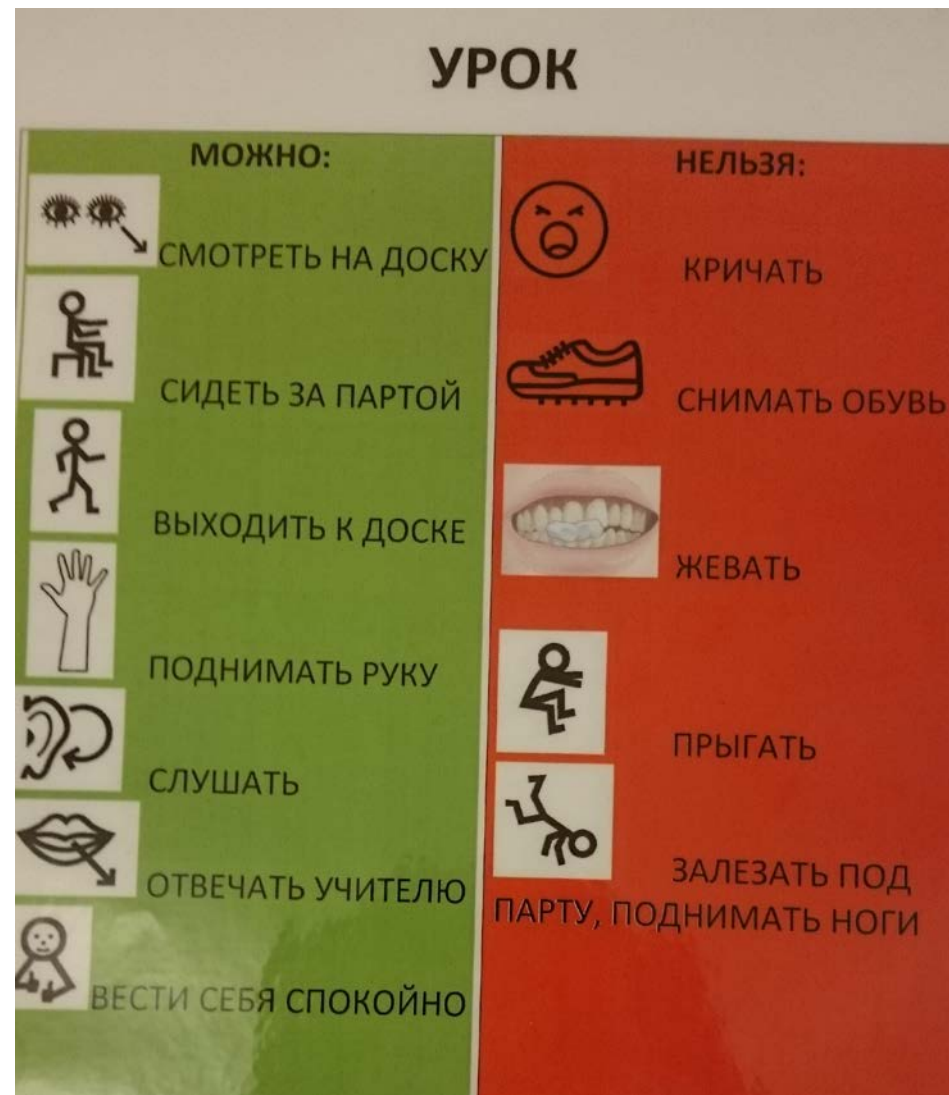 УРОК
МОЖНО:
СМОТРЕТЬ НА ДОСКУ
СИДЕТЬ ЗА ПАРТОЙ
ВЫХОДИТЬ К ДОСКЕ
ПОДНИМАТЬ РУКУ
СЛУШАТЬ
ОТВЕЧАТЬ УЧИТЕЛЮ
ВЕСТИ СЕБЯ СПОКОЙНО
НЕЛЬЗЯ:
КРИЧАТЬ
СНИМАТЬ ОБУВЬ
ЖЕВАТЬ
ПРЫГАТЬ
ЗАЛЕЗАТЬ ПОД
ПАРТУ, ПОДНИМАТЬ НОГИ